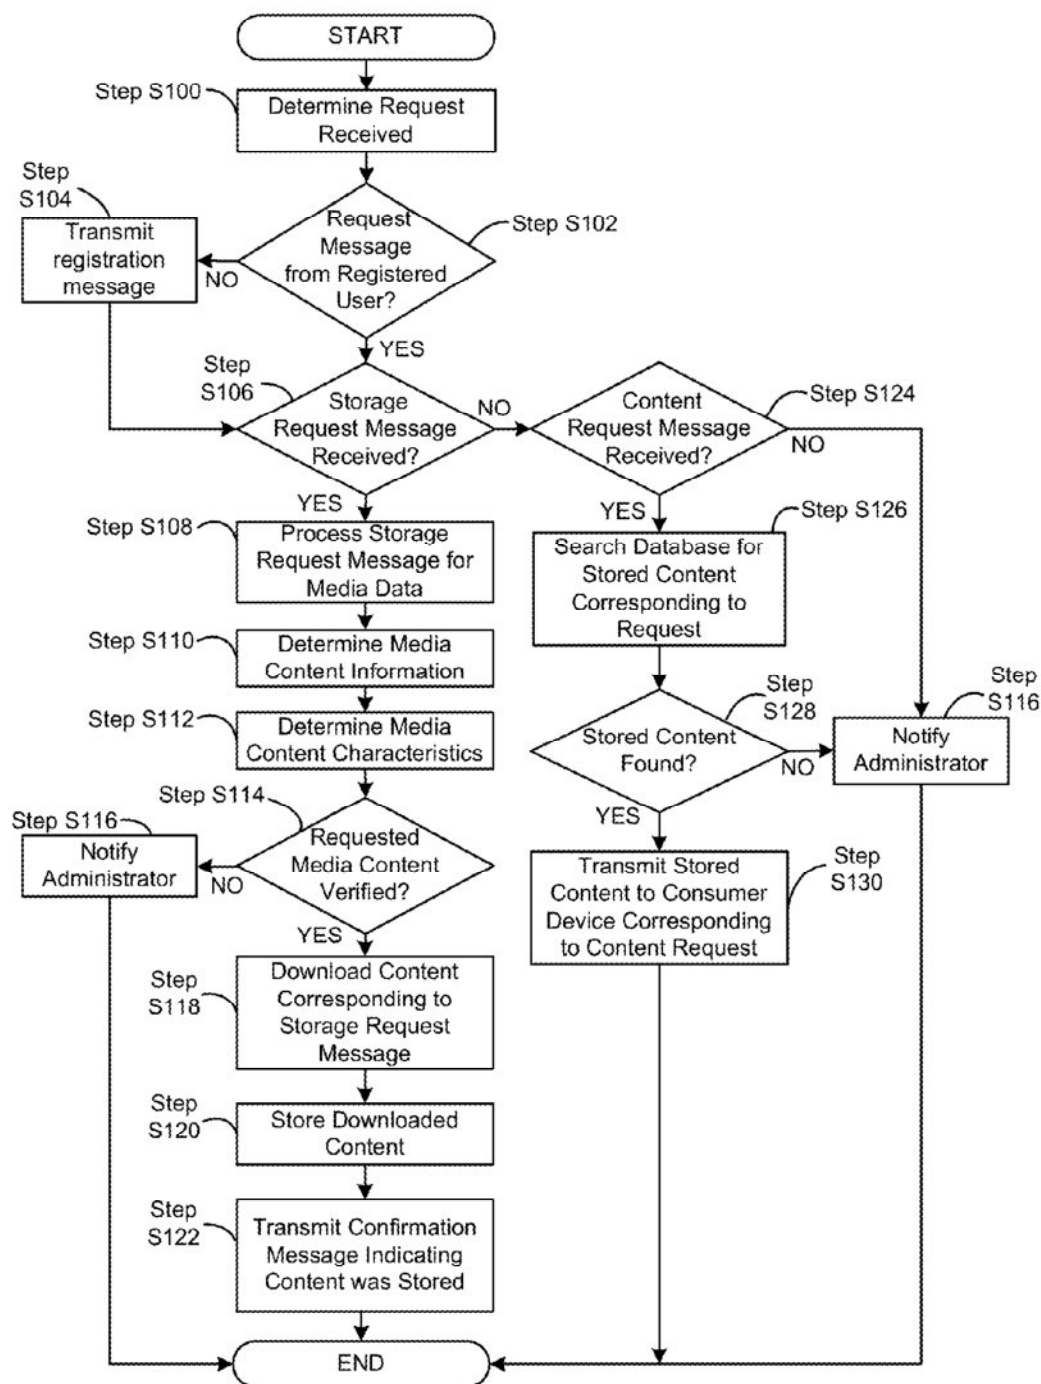 START
Step S100
Determine Request
Received
Step
S104
Transmit
registration
message
NO
Request
Message
from Registered
User?
Step S102
YES
Step
S106
Storage
Request Message
Received?
NO
Content
Request Message
Received?
Step S124
NO
YES
Step S108
Process Storage
Request Message for
Media Data
YES
Step S126
Search Database for
Stored Content
Corresponding to
Request
Step S110
Determine Media
Content Information
Step S112
Determine Media
Content Characteristics
Step
S128
Stored Content
Found?
NO
Step
S116
Notify
Administrator
YES
Step S114
Requested
Media Content
Verified?
Step S116
Notify
Administrator
NO
YES
Transmit Stored
Content to Consumer
Device Corresponding
to Content Request
Step
S130
Step
S118
Download Content
Corresponding to
Storage Request
Message
Step
S120
Store Downloaded
Content
Step
S122
Transmit Confirmation
Message Indicating
Content was Stored
END